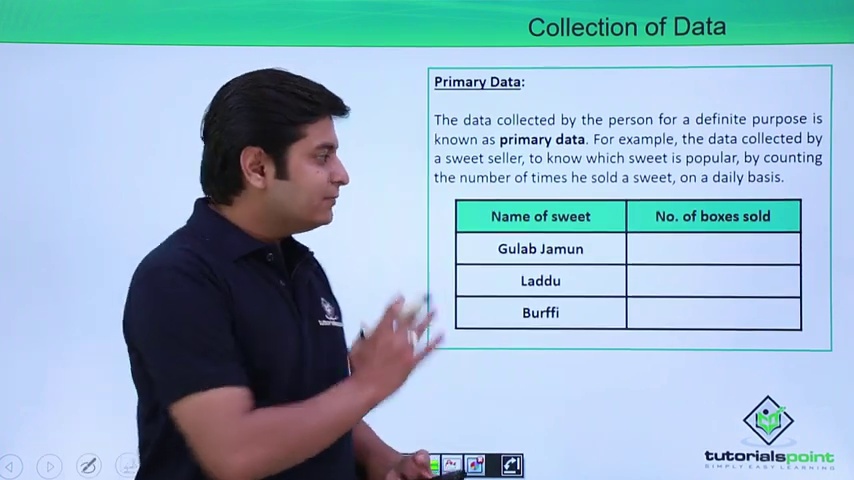 Collection of Data
Primary Data:
The data collected by the person for a definite purpose is
known as primary data. For example, the data collected by
a sweet seller, to know which sweet is popular, by counting
the number of times he sold a sweet, on a daily basis.
Name of sweet No. of boxes sold
Gulab Jamun
Laddu
Burffi
tutorialspoint
SIMPLY EASY LEARNING